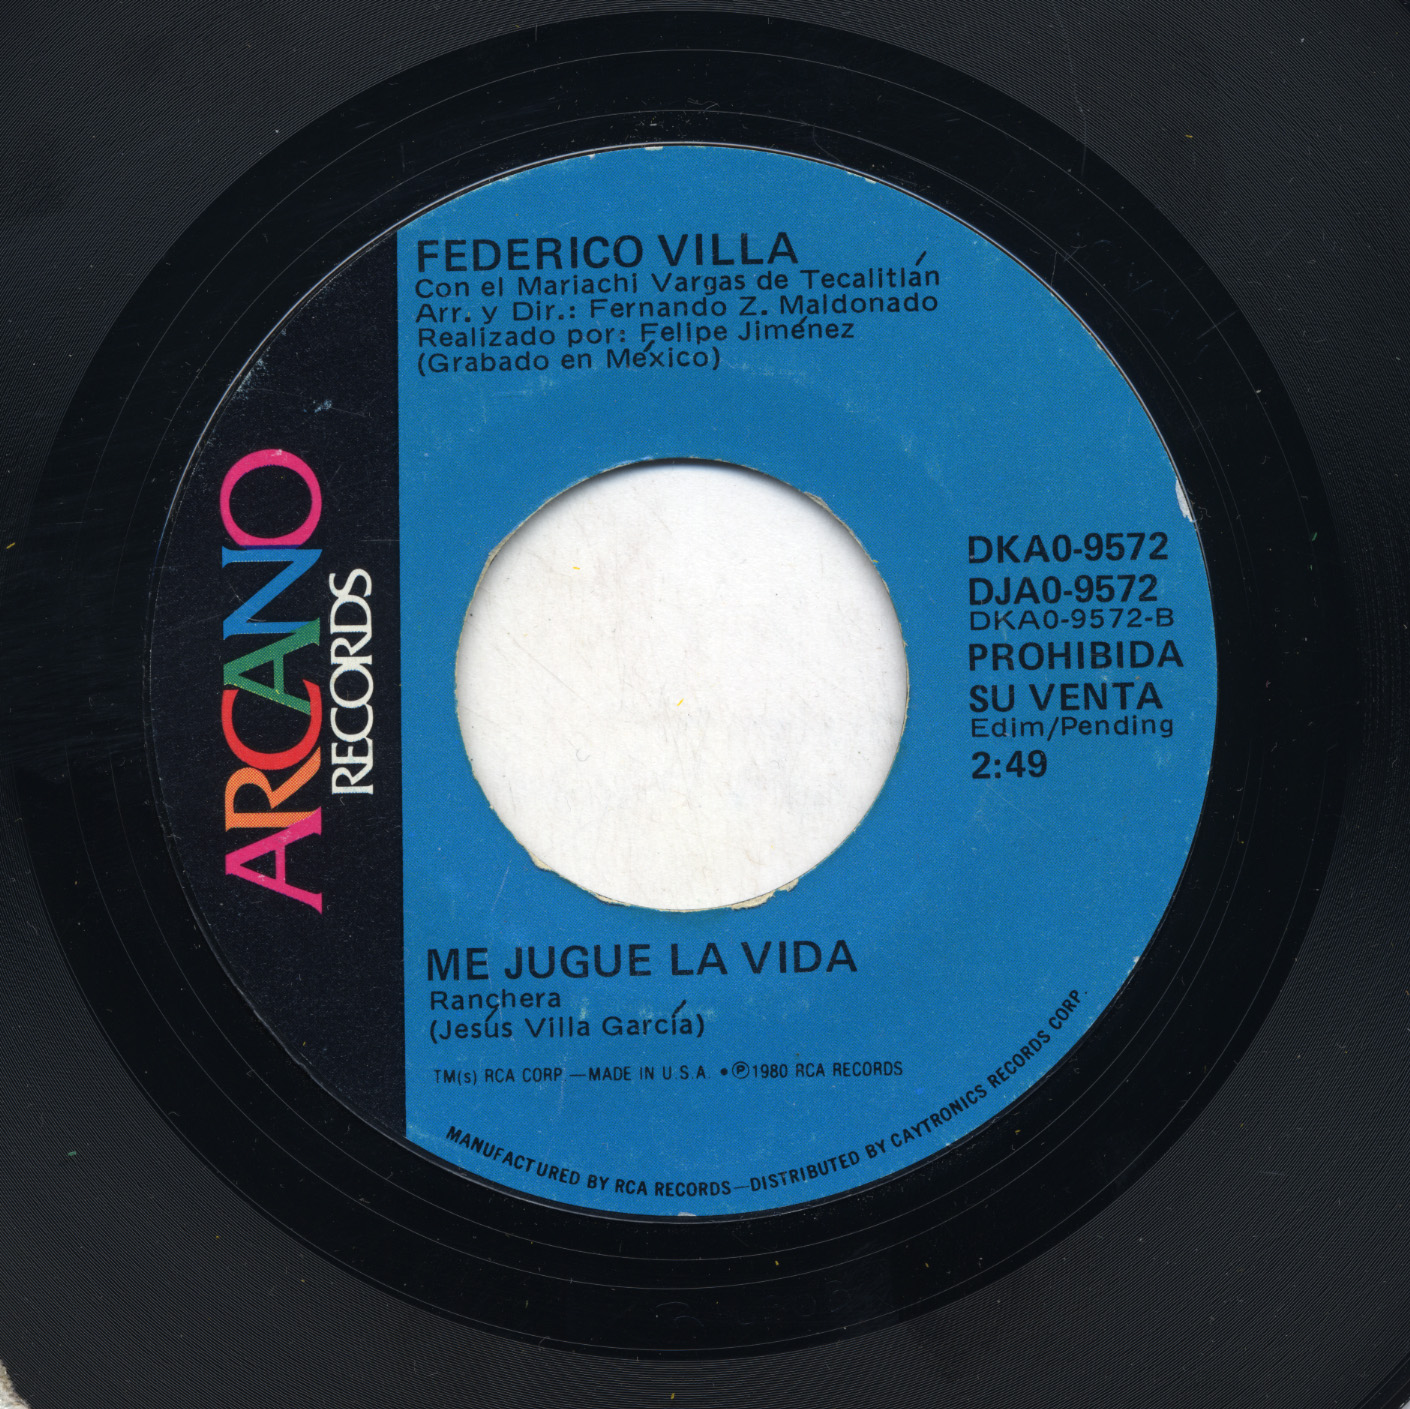 FEDERICO VILLA
Con el Mariachi Vargas de Tecalitlán
Arr. y Dir.: Fernando Z. Maldonado
Realizado por: Felipe Jiménez
(Grabado en México)
ARCANO
RECORDS
DKA0-9572
DJA0-9572
DKA0-9572-B
PROHIBIDA
SU VENTA
Edim/Pending
2:49
ME JUGUE LA VIDA
Ranchera
(Jesús Villa García)
TM(s) RCA CORP.—MADE IN U.S.A. •℗1980 RCA RECORDS
MANUFACTURED BY RCA RECORDS—DISTRIBUTED BY CAYTRONICS RECORDS CORP.